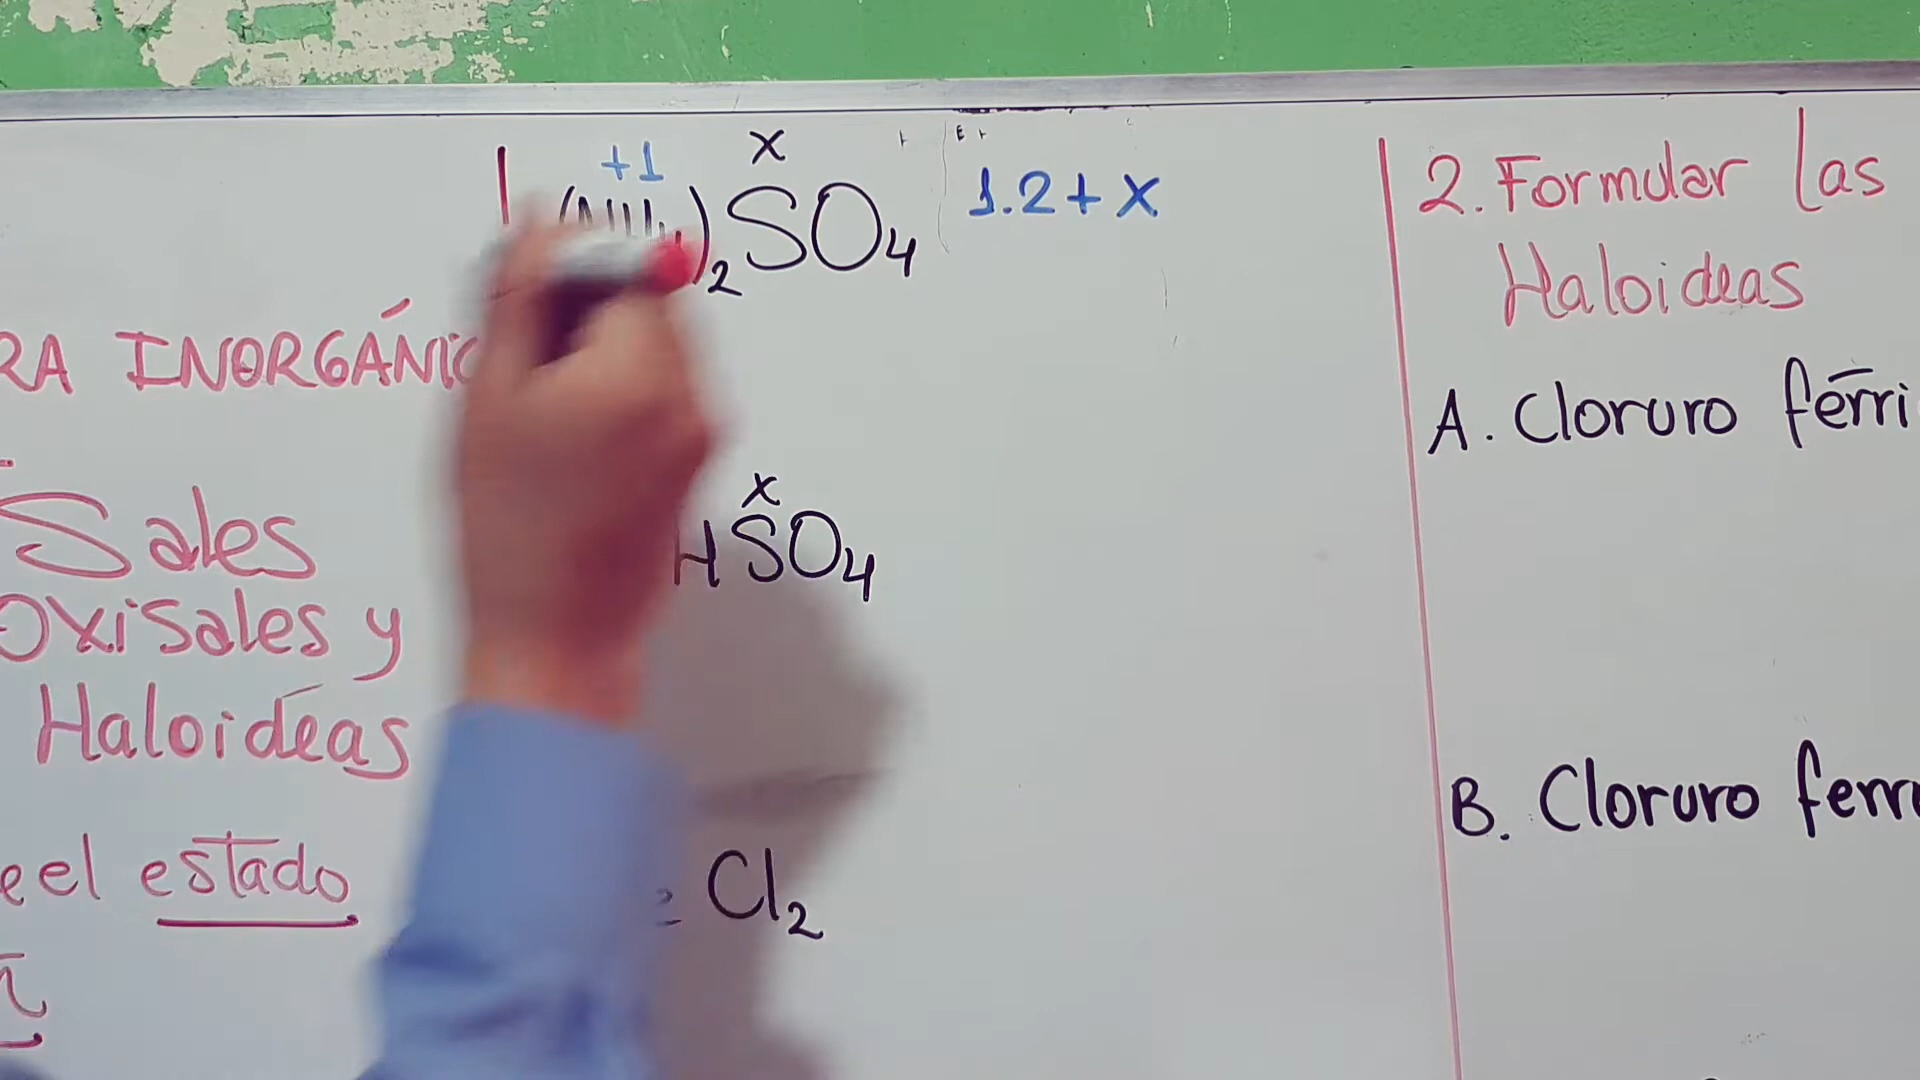 +1 x
)₂SO₄ 1.2+x
RA INORGÁNIC
Sales
Oxisales y
Haloideas
el estado
x
HSO₄
Cl₂
2. Formular las
Haloideas
A. Cloruro férri
B. Cloruro ferr